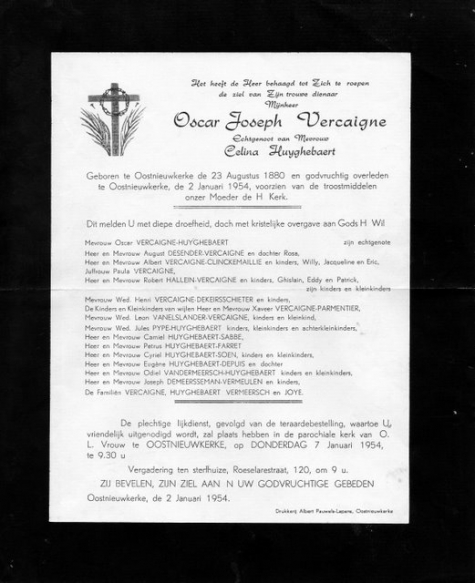 Het heeft de Heer behaagd tot Zich te roepen
de ziel van Zijn trouwe dienaar
Mijnheer
Oscar Joseph Vercaigne
Echtgenoot van Mevrouw
Celina Huyghebaert
Geboren te Oostnieuwkerke de 23 Augustus 1880 en godvruchtig overleden
te Oostnieuwkerke, de 2 Januari 1954, voorzien van de troostmiddelen
onzer Moeder de H Kerk.
Dit melden U met diepe droefheid, doch met kristelijke overgave aan Gods H Wil
Mevrouw Oscar VERCAIGNE-HUYGHEBAERT zijn echtgenote
Heer en Mevrouw August DESENDER-VERCAIGNE en dochter Rosa,
Heer en Mevrouw Albert VERCAIGNE-CLINCKEMAILLIE en kinders, Willy, Jacqueline en Eric,
Juffrouw Paula VERCAIGNE,
Heer en Mevrouw Robert HALLEIN-VERCAIGNE en kinders, Ghislain, Eddy en Patrick,
zijn kinders en kleinkinders
Mevrouw Wed. Henri VERCAIGNE-DEKEIRSSCHIETER en kinders,
De Kinders en Kleinkinders van wijlen Heer en Mevrouw Xaveer VERCAIGNE-PARMENTIER,
Mevrouw Wed. Leon VANELSLANDER-VERCAIGNE, kinders en kleinkind,
Mevrouw Wed. Jules PYPE-HUYGHEBAERT kinders, kleinkinders en achterkleinkinders,
Heer en Mevrouw Camiel HUYGHEBAERT-SABBE,
Heer en Mevrouw Petrus HUYGHEBAERT-FARRET
Heer en Mevrouw Cyriel HUYGHEBAERT-SOEN, kinders en kleinkinders,
Heer en Mevrouw Eugène HUYGHEBAERT-DEPUIS en dochter
Heer en Mevrouw Odiel VANDERMEERSCH-HUYGHEBAERT kinders en kleinkinders,
Heer en Mevrouw Joseph DEMEERSSEMAN-VERMEULEN en kinders,
De Familiën VERCAIGNE, HUYGHEBAERT VERMEERSCH en JOYE.
De plechtige lijkdienst, gevolgd van de teraardebestelling, waartoe U,
vriendelijk uitgenodigd wordt, zal plaats hebben in de parochiale kerk van O.
L. Vrouw te OOSTNIEUWKERKE, op DONDERDAG 7 Januari 1954,
te 9.30 u
Vergadering ten sterfhuize, Roeselarestraat, 120, om 9 u.
ZIJ BEVELEN, ZIJN ZIEL AAN N UW GODVRUCHTIGE GEBEDEN
Oostnieuwkerke, de 2 Januari 1954.
Drukkerij Albert Pauwels-Lapere, Oostnieuwkerke